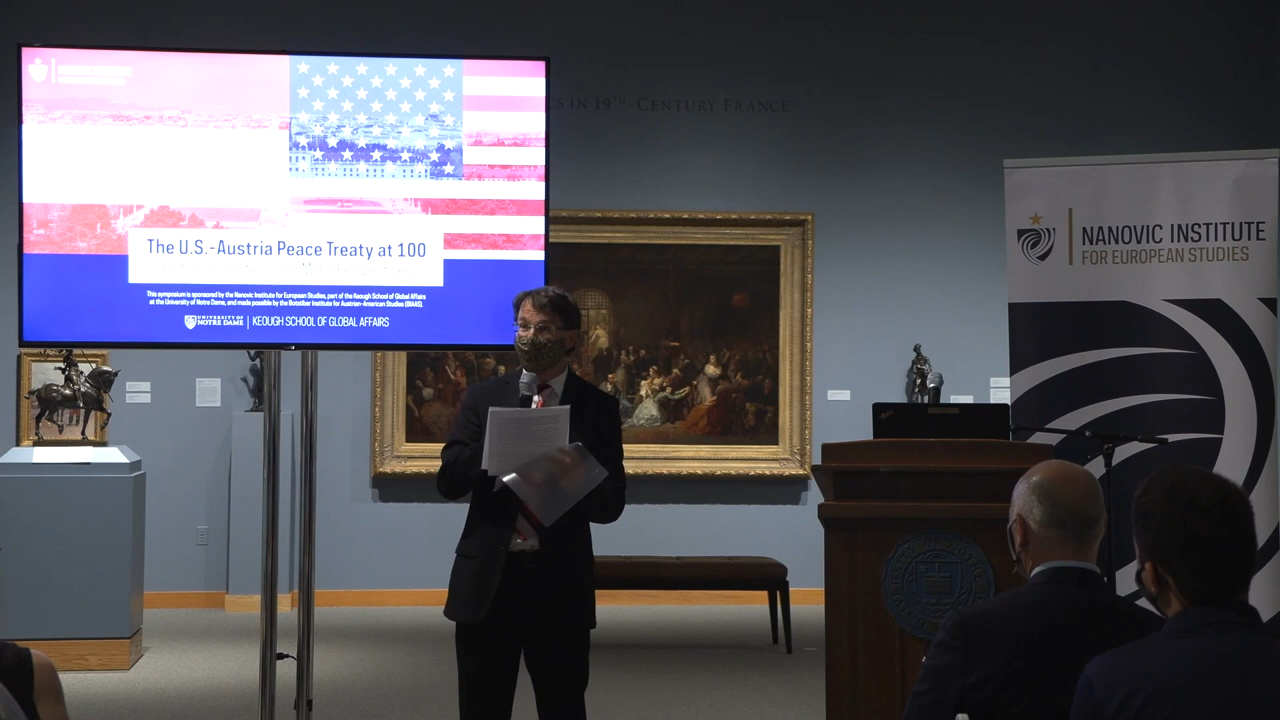 TS IN 19TH-CENTURY FRANCE
The U.S.-Austria Peace Treaty at 100
This symposium is sponsored by the Nanovic Institute for European Studies, part of the Keough School of Global Affairs
at the University of Notre Dame, and made possible by the Botstiber Institute for Austrian-American Studies (BIAAS).
UNIVERSITY OF
NOTRE DAME
KEOUGH SCHOOL OF GLOBAL AFFAIRS
NANOVIC INSTITUTE
FOR EUROPEAN STUDIES